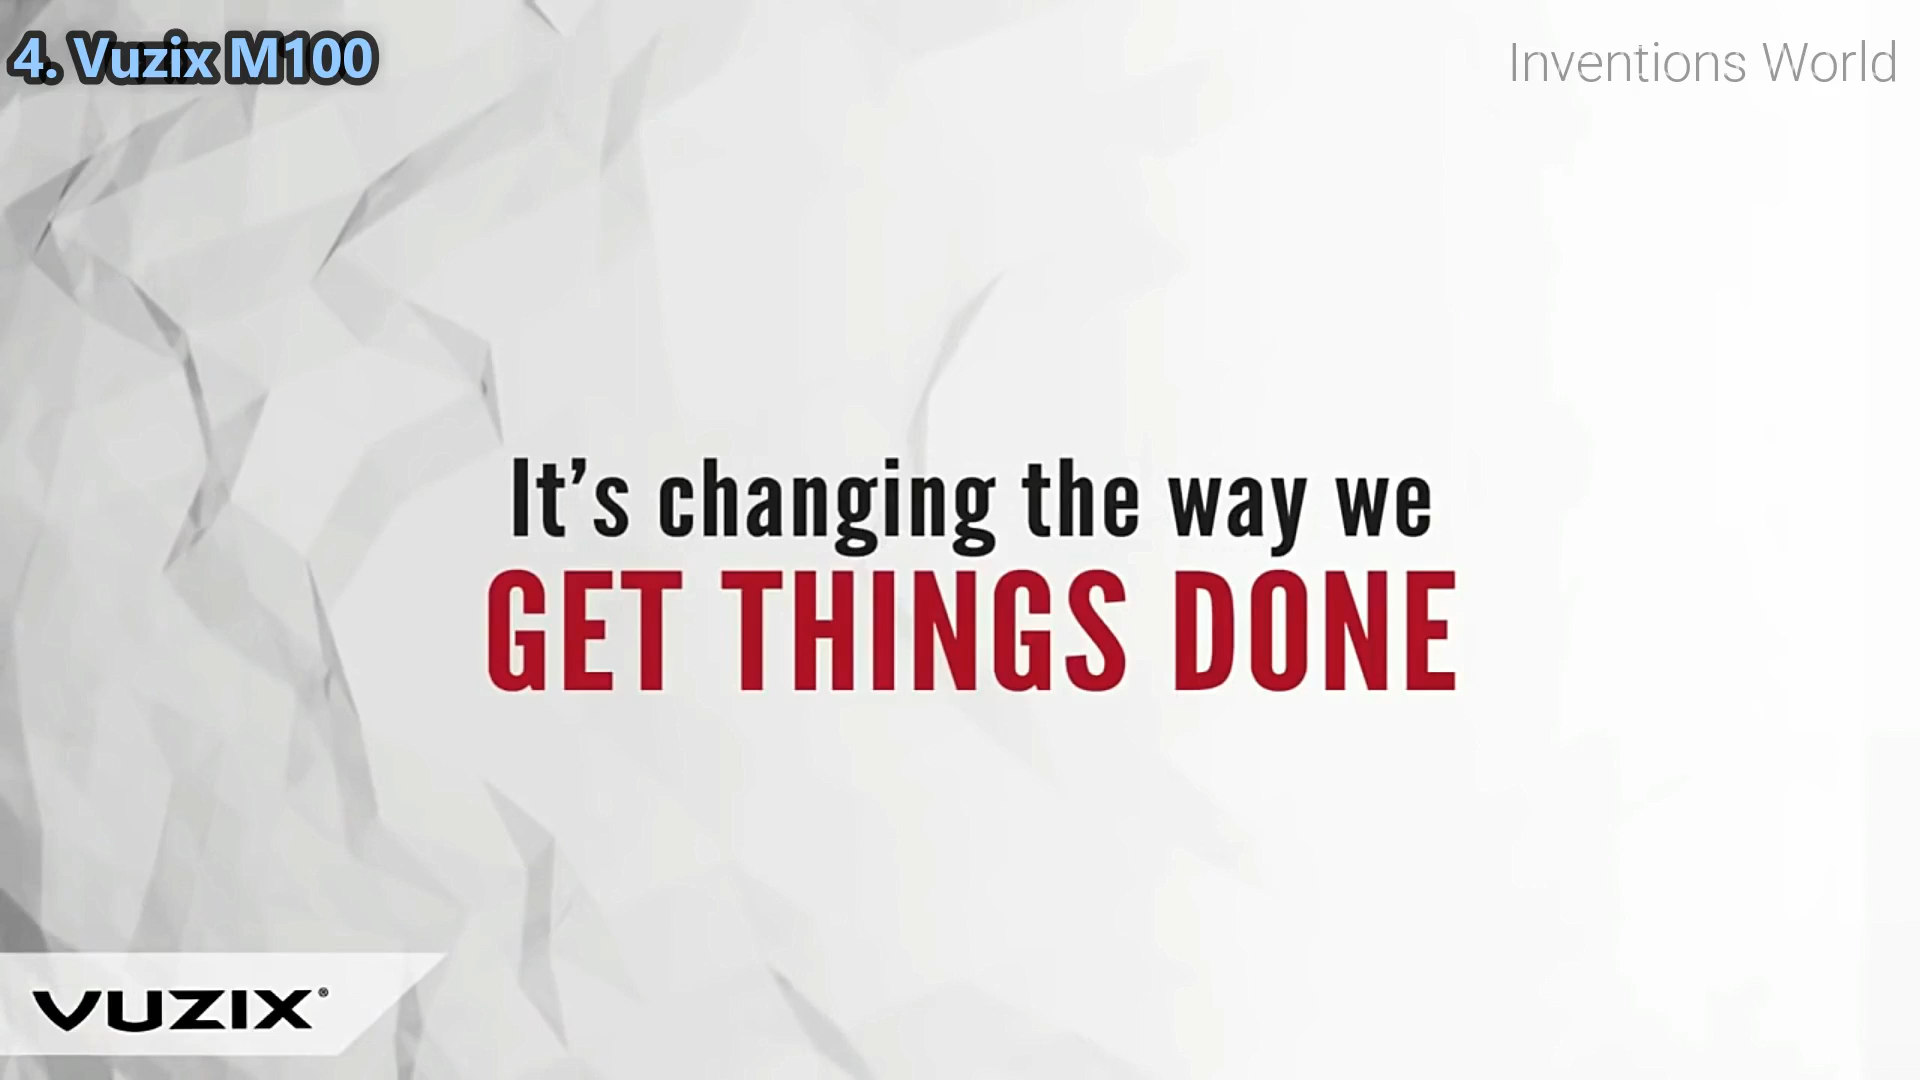 4. Vuzix M100
Inventions World
It’s changing the way we
GET THINGS DONE
VUZIX®